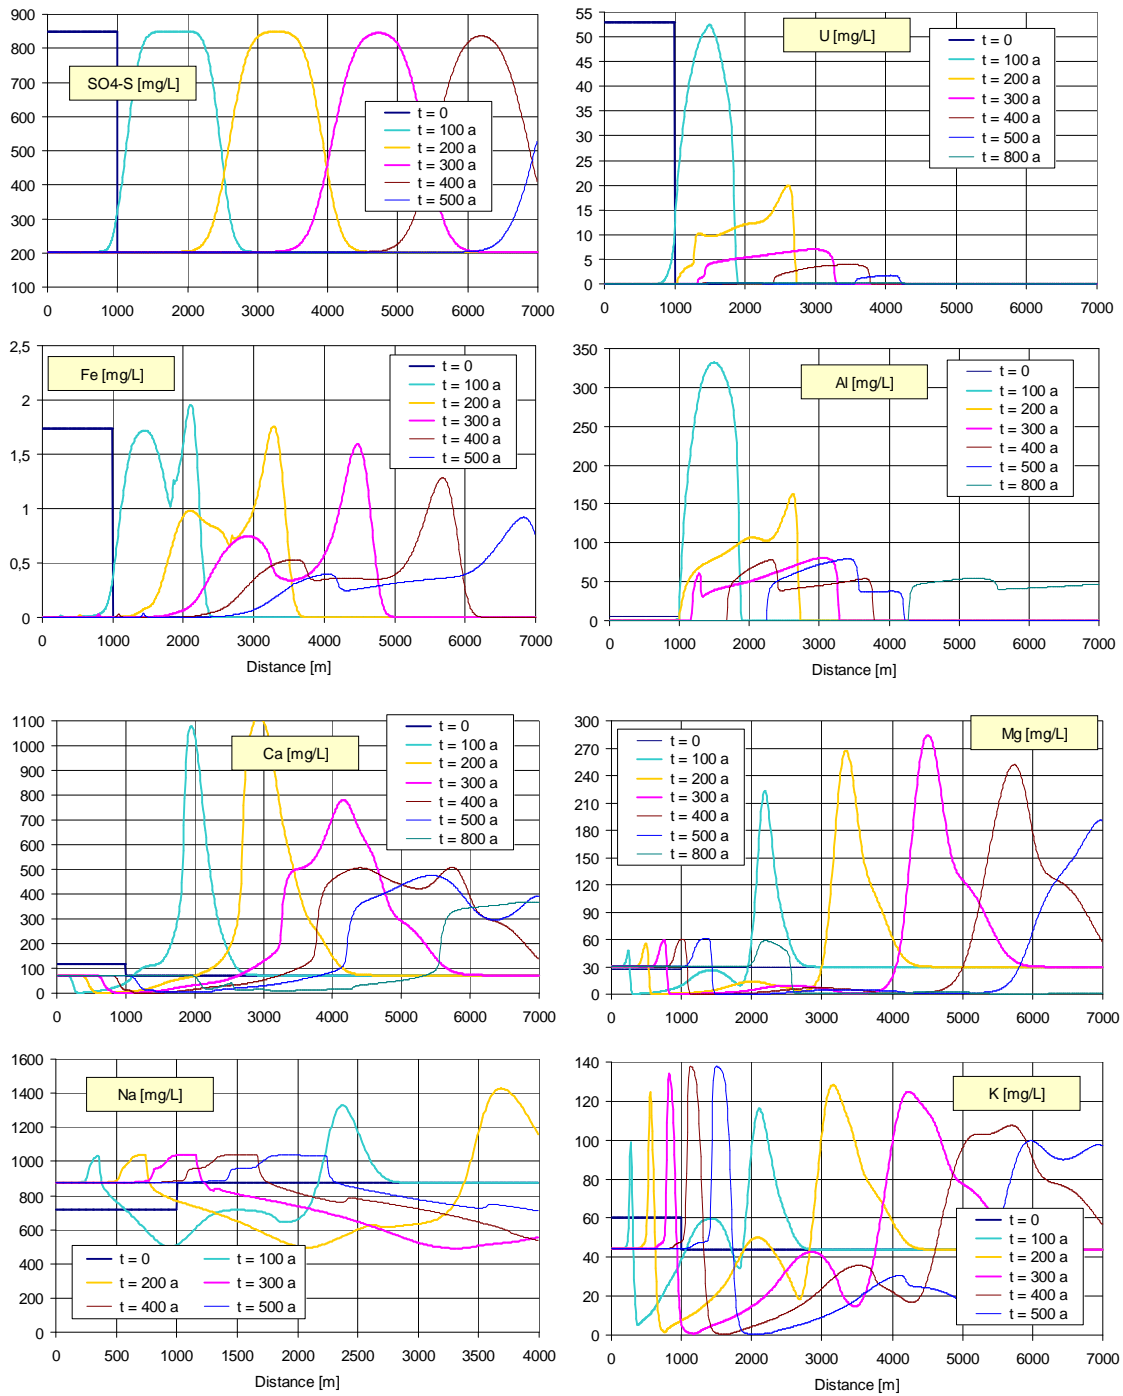 SO4-S [mg/L]
900
800
700
600
500
400
300
200
100
0 1000 2000 3000 4000 5000 6000 7000
t = 0
t = 100 a
t = 200 a
t = 300 a
t = 400 a
t = 500 a
U [mg/L]
55
50
45
40
35
30
25
20
15
10
5
0
0 1000 2000 3000 4000 5000 6000 7000
t = 0
t = 100 a
t = 200 a
t = 300 a
t = 400 a
t = 500 a
t = 800 a
Fe [mg/L]
2,5
2
1,5
1
0,5
0
0 1000 2000 3000 4000 5000 6000 7000
Distance [m]
t = 0
t = 100 a
t = 200 a
t = 300 a
t = 400 a
t = 500 a
Al [mg/L]
350
300
250
200
150
100
50
0
0 1000 2000 3000 4000 5000 6000 7000
Distance [m]
t = 0
t = 100 a
t = 200 a
t = 300 a
t = 400 a
t = 500 a
t = 800 a
Ca [mg/L]
1100
1000
900
800
700
600
500
400
300
200
100
0
0 1000 2000 3000 4000 5000 6000 7000
t = 0
t = 100 a
t = 200 a
t = 300 a
t = 400 a
t = 500 a
t = 800 a
Mg [mg/L]
300
270
240
210
180
150
120
90
60
30
0
0 1000 2000 3000 4000 5000 6000 7000
t = 0
t = 100 a
t = 200 a
t = 300 a
t = 400 a
t = 500 a
t = 800 a
Na [mg/L]
1600
1400
1200
1000
800
600
400
200
0
0 500 1000 1500 2000 2500 3000 3500 4000
Distance [m]
t = 0 t = 100 a
t = 200 a t = 300 a
t = 400 a t = 500 a
K [mg/L]
140
120
100
80
60
40
20
0
0 1000 2000 3000 4000 5000 6000 7000
Distance [m]
t = 0
t = 100 a
t = 200 a
t = 300 a
t = 400 a
t = 500 a